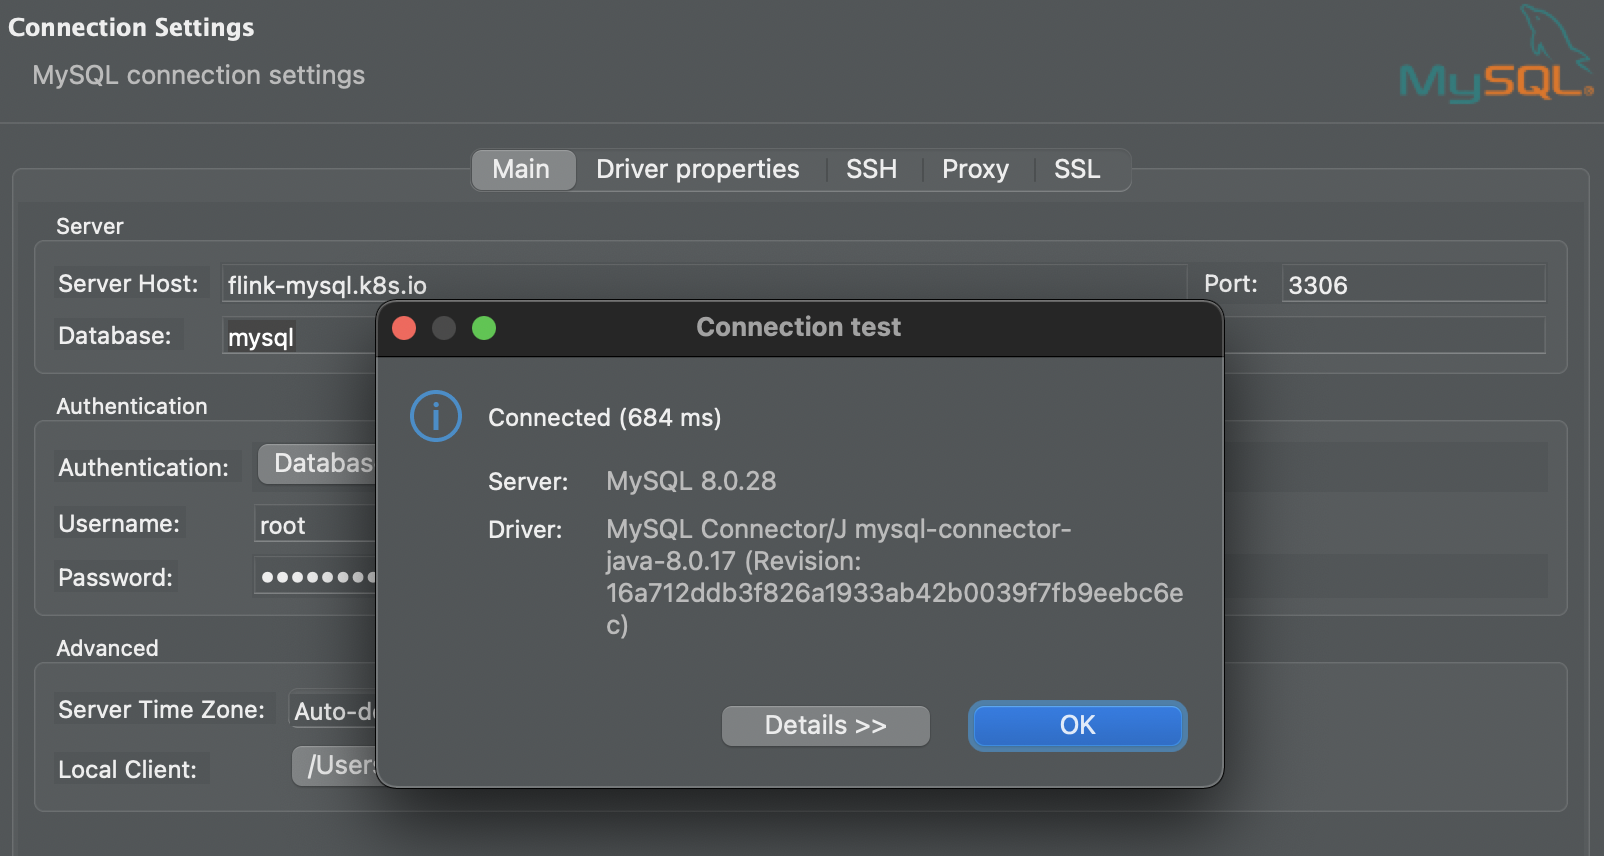 Connection Settings
MySQL connection settings
MySQL®
Main Driver properties SSH Proxy SSL
Server
Server Host: flink-mysql.k8s.io Port: 3306
Database: mysql
Connection test
Connected (684 ms)
Server: MySQL 8.0.28
Driver: MySQL Connector/J mysql-connector-
java-8.0.17 (Revision:
16a712ddb3f826a1933ab42b0039f7fb9eebc6e
c)
Details >> OK
Authentication
Authentication: Databas
Username: root
Password: ••••••••
Advanced
Server Time Zone: Auto-d
Local Client: /Users